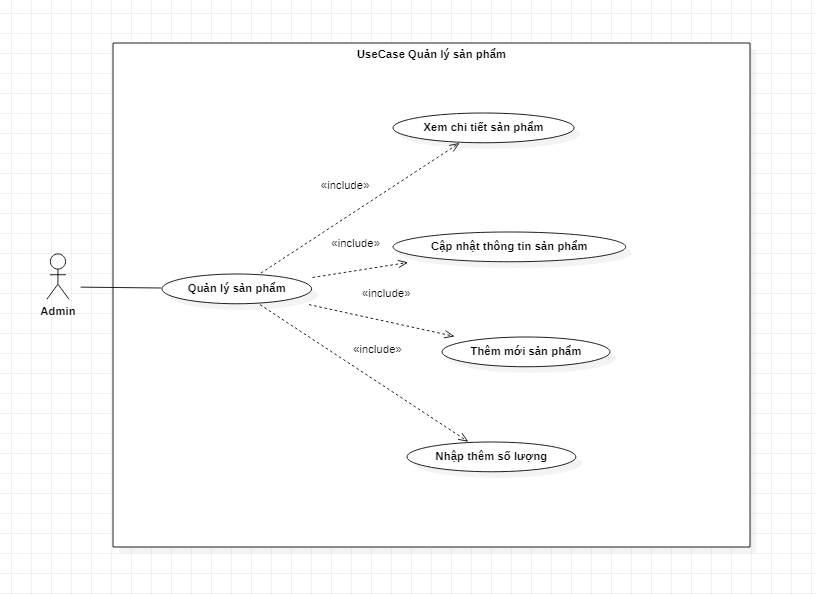 UseCase Quản lý sản phẩm
Xem chi tiết sản phẩm
«include»
«include»
Cập nhật thông tin sản phẩm
Quản lý sản phẩm
«include»
Admin
«include»
Thêm mới sản phẩm
Nhập thêm số lượng